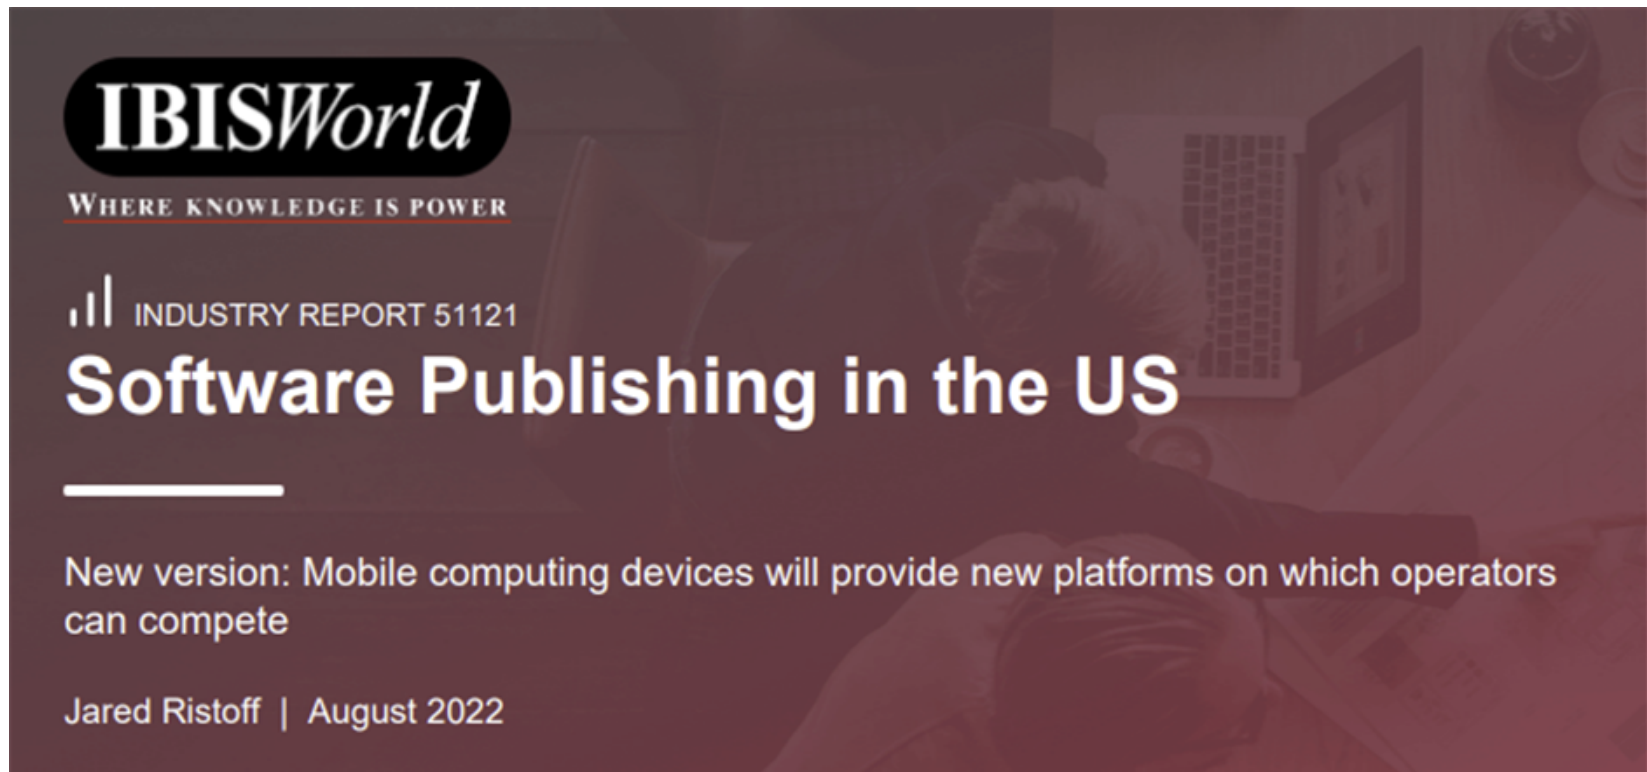 IBISWorld
WHERE KNOWLEDGE IS POWER
INDUSTRY REPORT 51121
Software Publishing in the US
New version: Mobile computing devices will provide new platforms on which operators
can compete
Jared Ristoff | August 2022